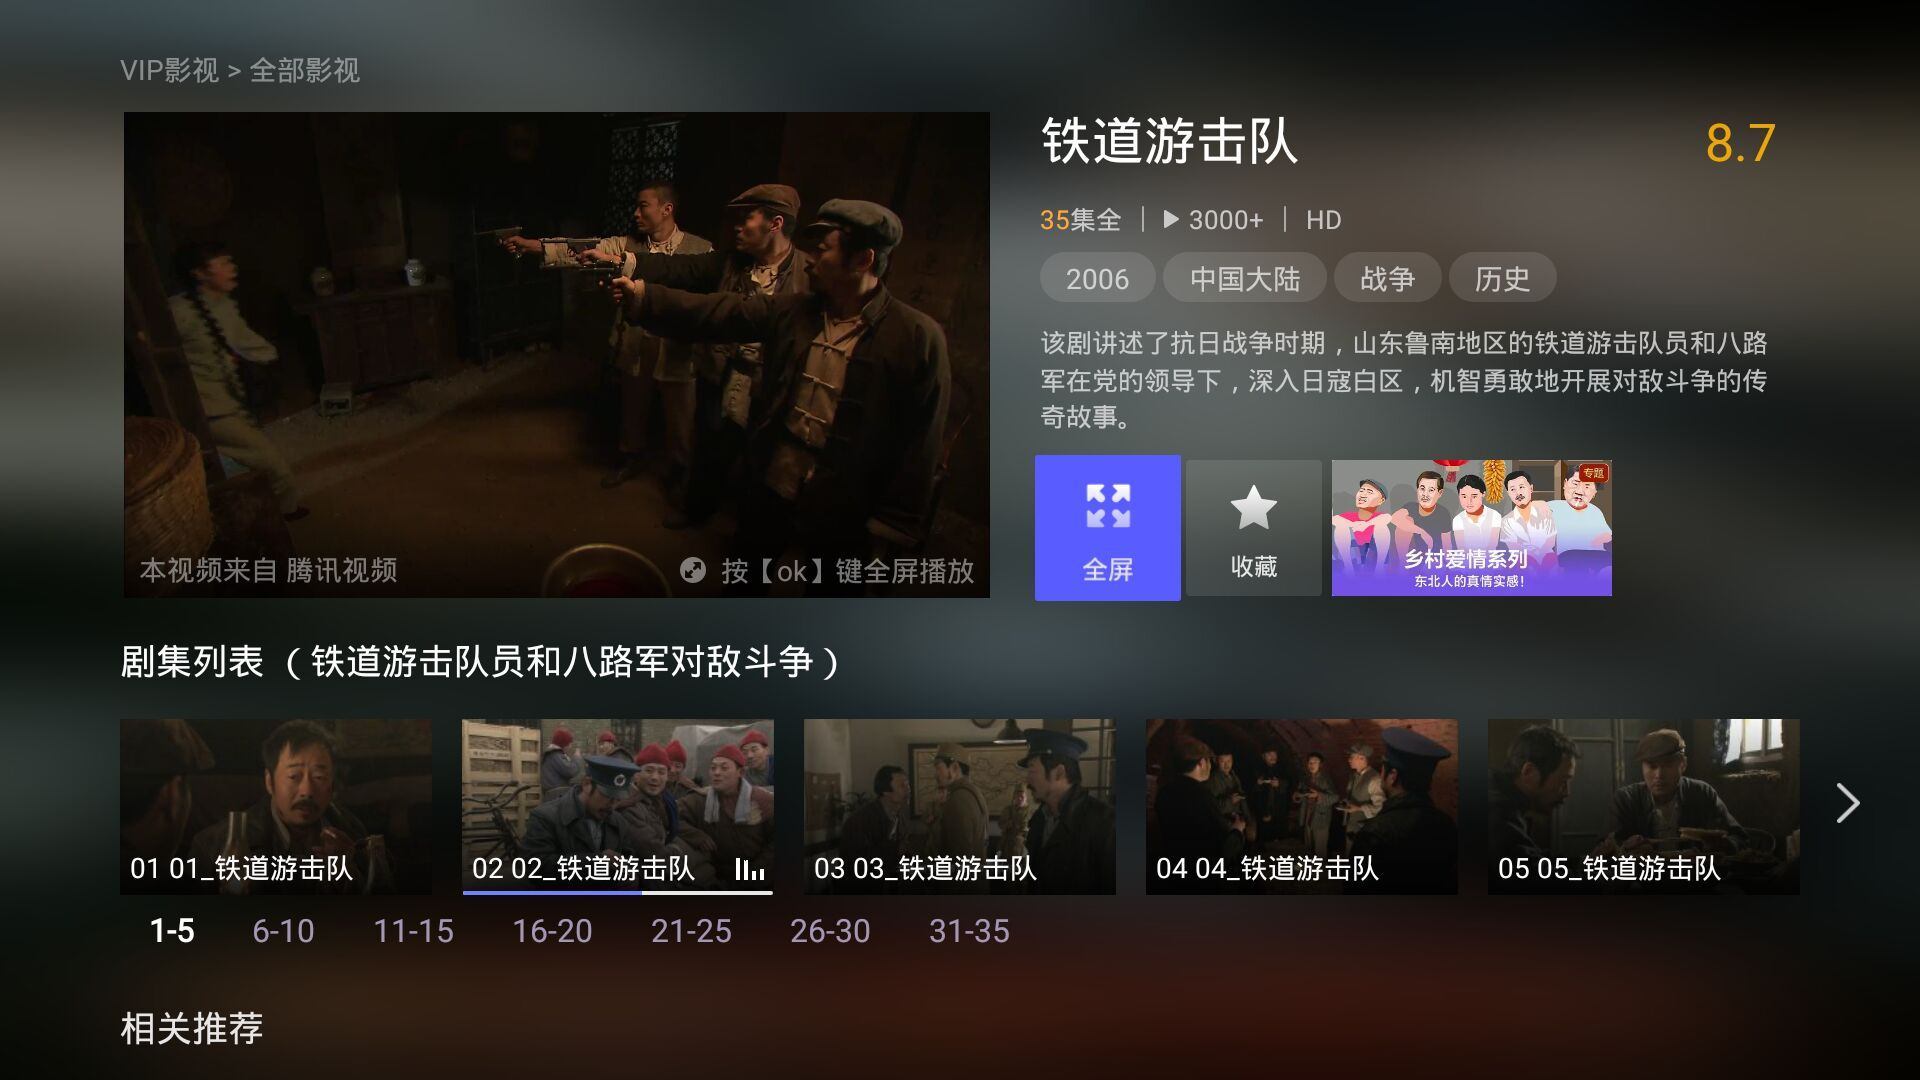 VIP影视 > 全部影视
铁道游击队
8.7
35集全 | 3000+ | HD
2006 中国大陆 战争 历史
该剧讲述了抗日战争时期，山东鲁南地区的铁道游击队员和八路
军在党的领导下，深入日寇白区，机智勇敢地开展对敌斗争的传
奇故事。
本视频来自 腾讯视频
按【ok】键全屏播放
全屏
收藏
专题
乡村爱情系列
东北人的真情实感！
剧集列表（铁道游击队员和八路军对敌斗争）
01 01_铁道游击队
02 02_铁道游击队
03 03_铁道游击队
04 04_铁道游击队
05 05_铁道游击队
1-5 6-10 11-15 16-20 21-25 26-30 31-35
相关推荐